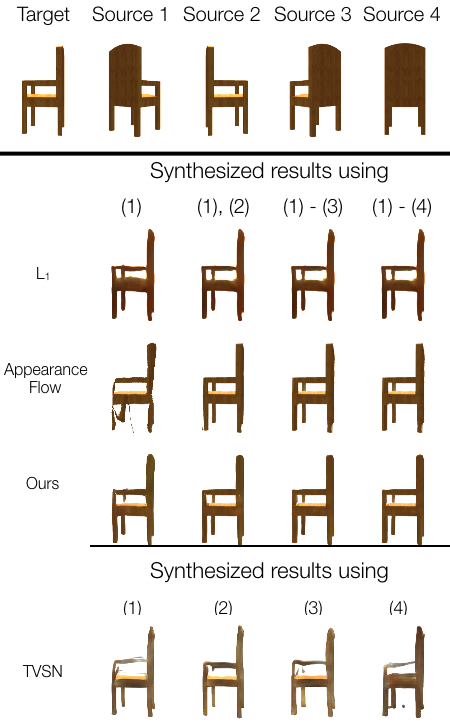 Target Source 1 Source 2 Source 3 Source 4
Synthesized results using
(1) (1), (2) (1) - (3) (1) - (4)
L₁
Appearance
Flow
Ours
Synthesized results using
(1) (2) (3) (4)
TVSN